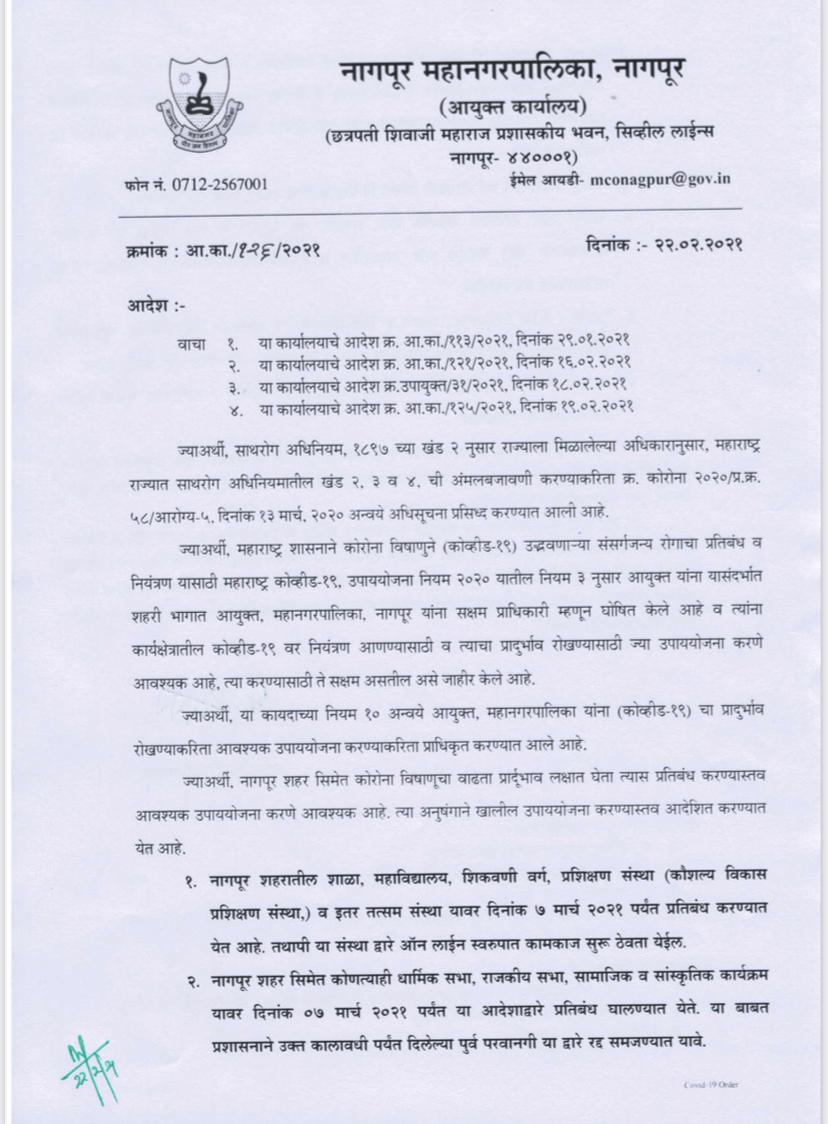 नागपूर महानगरपालिका, नागपूर
(आयुक्त कार्यालय)
(छत्रपती शिवाजी महाराज प्रशासकीय भवन, सिव्हील लाईन्स
नागपूर- ४४०००१)
फोन नं. 0712-2567001 ईमेल आयडी- mconagpur@gov.in
नागपूर महानगर पालिका
क्रमांक : आ.का./१२६/२०२१ दिनांक :- २२.०२.२०२१
आदेश :-
वाचा १. या कार्यालयाचे आदेश क्र. आ.का./११३/२०२१, दिनांक २९.०१.२०२१
२. या कार्यालयाचे आदेश क्र. आ.का./१२१/२०२१, दिनांक १६.०२.२०२१
३. या कार्यालयाचे आदेश क्र.उपायुक्त/३१/२०२१, दिनांक १८.०२.२०२१
४. या कार्यालयाचे आदेश क्र. आ.का./१२५/२०२१, दिनांक १९.०२.२०२१
ज्याअर्थी, साथरोग अधिनियम, १८९७ च्या खंड २ नुसार राज्याला मिळालेल्या अधिकारानुसार, महाराष्ट्र
राज्यात साथरोग अधिनियमातील खंड २, ३ व ४, ची अंमलबजावणी करण्याकरिता क्र. कोरोना २०२०/प्र.क्र.
५८/आरोग्य-५, दिनांक १३ मार्च, २०२० अन्वये अधिसूचना प्रसिध्द करण्यात आली आहे.
ज्याअर्थी, महाराष्ट्र शासनाने कोरोना विषाणुने (कोव्हीड-१९) उद्भवणाऱ्या संसर्गजन्य रोगाचा प्रतिबंध व
नियंत्रण यासाठी महाराष्ट्र कोव्हीड-१९, उपाययोजना नियम २०२० यातील नियम ३ नुसार आयुक्त यांना यासंदर्भात
शहरी भागात आयुक्त, महानगरपालिका, नागपूर यांना सक्षम प्राधिकारी म्हणून घोषित केले आहे व त्यांना
कार्यक्षेत्रातील कोव्हीड-१९ वर नियंत्रण आणण्यासाठी व त्याचा प्रादुर्भाव रोखण्यासाठी ज्या उपाययोजना करणे
आवश्यक आहे, त्या करण्यासाठी ते सक्षम असतील असे जाहीर केले आहे.
ज्याअर्थी, या कायदाच्या नियम १० अन्वये आयुक्त, महानगरपालिका यांना (कोव्हीड-१९) चा प्रादुर्भाव
रोखण्याकरिता आवश्यक उपाययोजना करण्याकरिता प्राधिकृत करण्यात आले आहे.
ज्याअर्थी, नागपूर शहर सिमेत कोरोना विषाणूचा वाढता प्रार्दूभाव लक्षात घेता त्यास प्रतिबंध करण्यास्तव
आवश्यक उपाययोजना करणे आवश्यक आहे. त्या अनुषंगाने खालील उपाययोजना करण्यास्तव आदेशित करण्यात
येत आहे.
१. नागपूर शहरातील शाळा, महाविद्यालय, शिकवणी वर्ग, प्रशिक्षण संस्था (कौशल्य विकास
प्रशिक्षण संस्था,) व इतर तत्सम संस्था यावर दिनांक ७ मार्च २०२१ पर्यंत प्रतिबंध करण्यात
येत आहे. तथापी या संस्था द्वारे ऑन लाईन स्वरुपात कामकाज सुरू ठेवता येईल.
२. नागपूर शहर सिमेत कोणत्याही धार्मिक सभा, राजकीय सभा, सामाजिक व सांस्कृतिक कार्यक्रम
यावर दिनांक ०७ मार्च २०२१ पर्यंत या आदेशाद्वारे प्रतिबंध घालण्यात येते. या बाबत
प्रशासनाने उक्त कालावधी पर्यंत दिलेल्या पुर्व परवानगी या द्वारे रद्द समजण्यात यावे.
22/2/21
Covid-19 Order